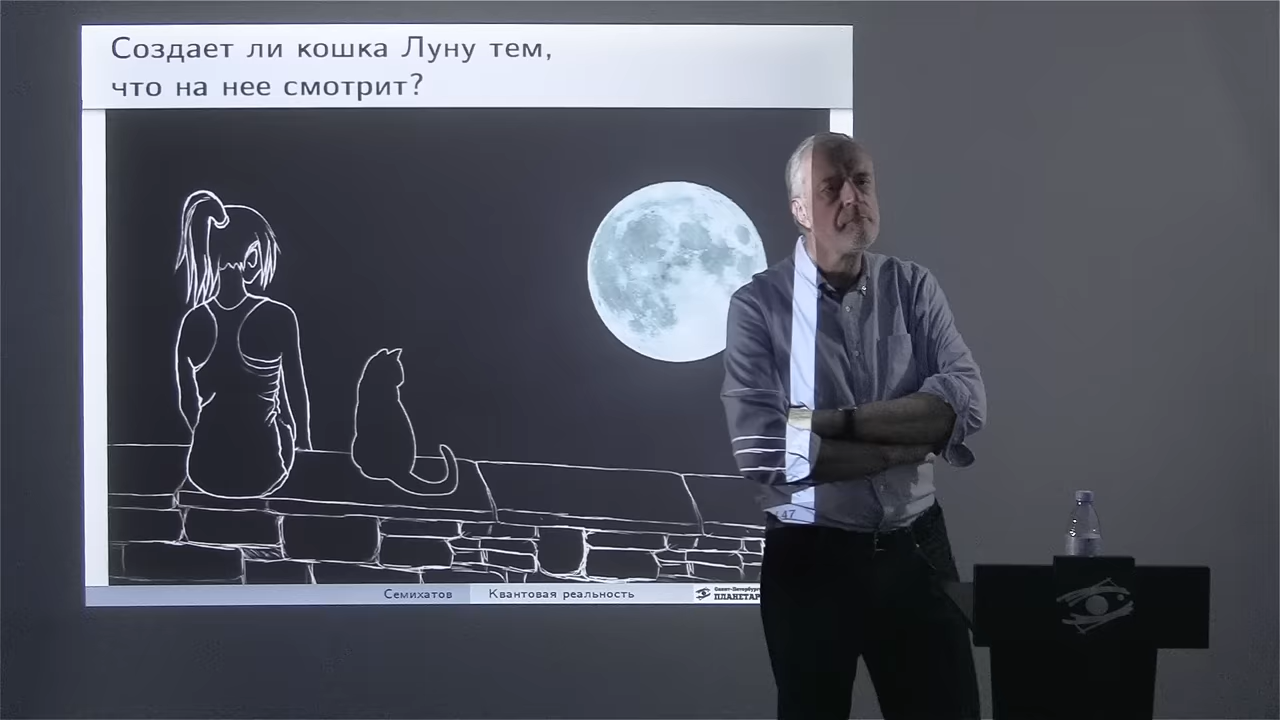 Создает ли кошка Луну тем,
что на нее смотрит?
47
Семихатов
Квантовая реальность